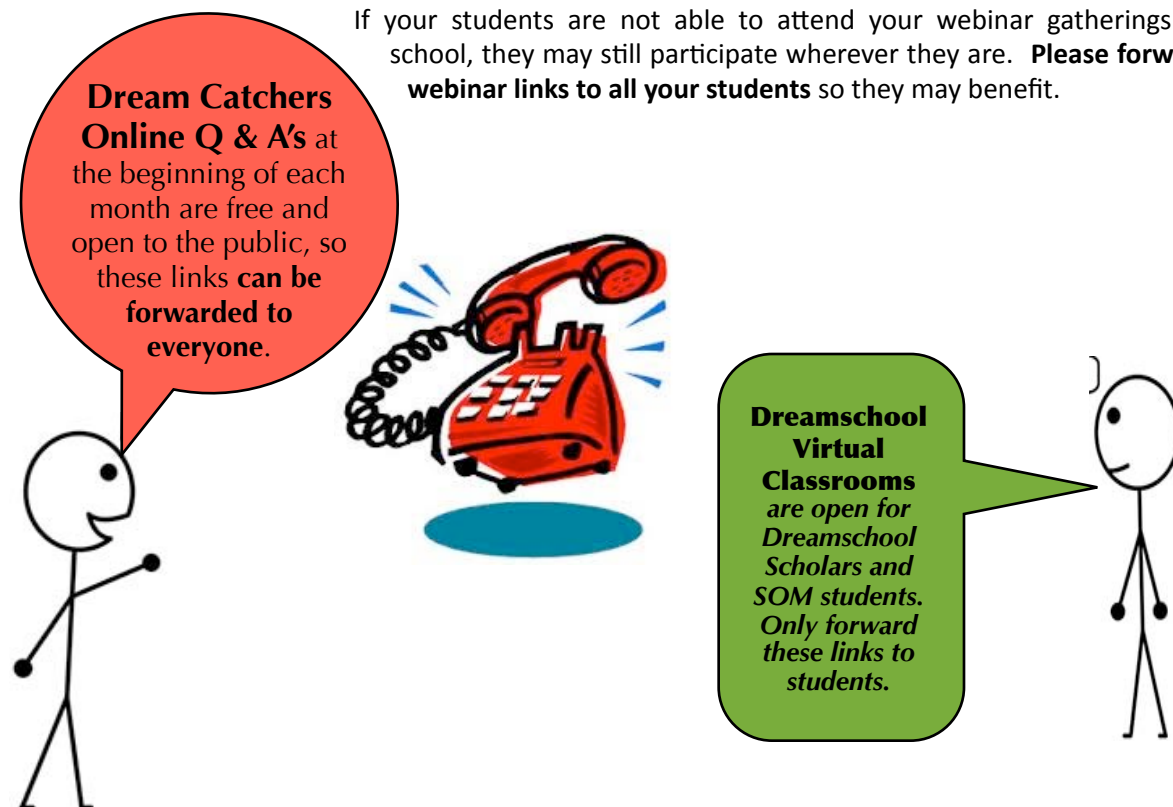 If your students are not able to attend your webinar gatherings
school, they may still participate wherever they are. Please forw
webinar links to all your students so they may benefit.
Dream Catchers
Online Q & A’s at
the beginning of each
month are free and
open to the public, so
these links can be
forwarded to
everyone.
Dreamschool
Virtual
Classrooms
are open for
Dreamschool
Scholars and
SOM students.
Only forward
these links to
students.